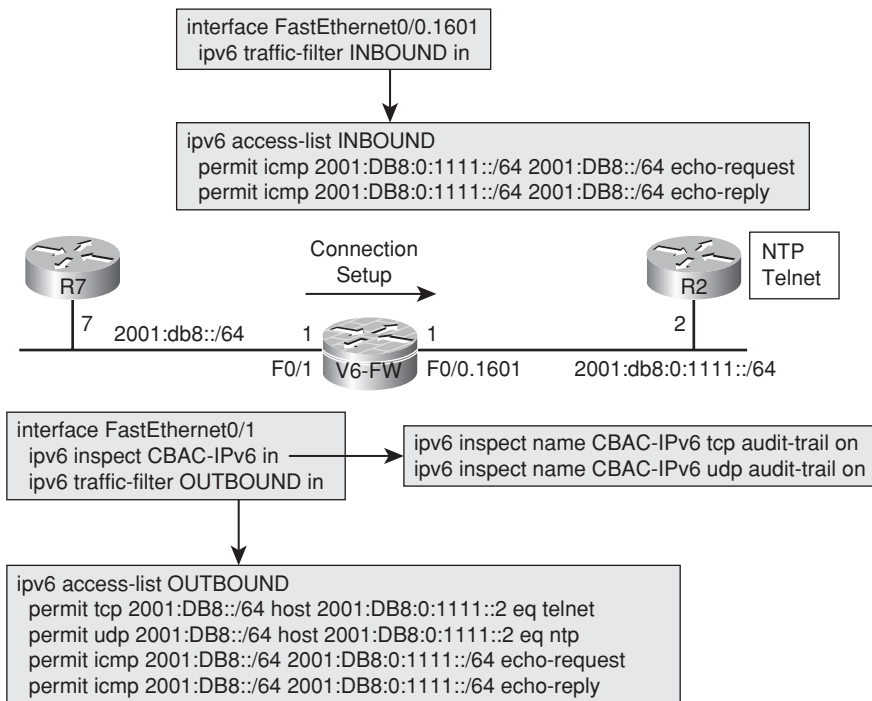 interface FastEthernet0/0.1601
ipv6 traffic-filter INBOUND in
ipv6 access-list INBOUND
permit icmp 2001:DB8:0:1111::/64 2001:DB8::/64 echo-request
permit icmp 2001:DB8:0:1111::/64 2001:DB8::/64 echo-reply
Connection
Setup
R7
R2
NTP
Telnet
7
2001:db8::/64
1
1
2
F0/1
V6-FW
F0/0.1601
2001:db8:0:1111::/64
interface FastEthernet0/1
ipv6 inspect CBAC-IPv6 in
ipv6 traffic-filter OUTBOUND in
ipv6 inspect name CBAC-IPv6 tcp audit-trail on
ipv6 inspect name CBAC-IPv6 udp audit-trail on
ipv6 access-list OUTBOUND
permit tcp 2001:DB8::/64 host 2001:DB8:0:1111::2 eq telnet
permit udp 2001:DB8::/64 host 2001:DB8:0:1111::2 eq ntp
permit icmp 2001:DB8::/64 2001:DB8:0:1111::/64 echo-request
permit icmp 2001:DB8::/64 2001:DB8:0:1111::/64 echo-reply